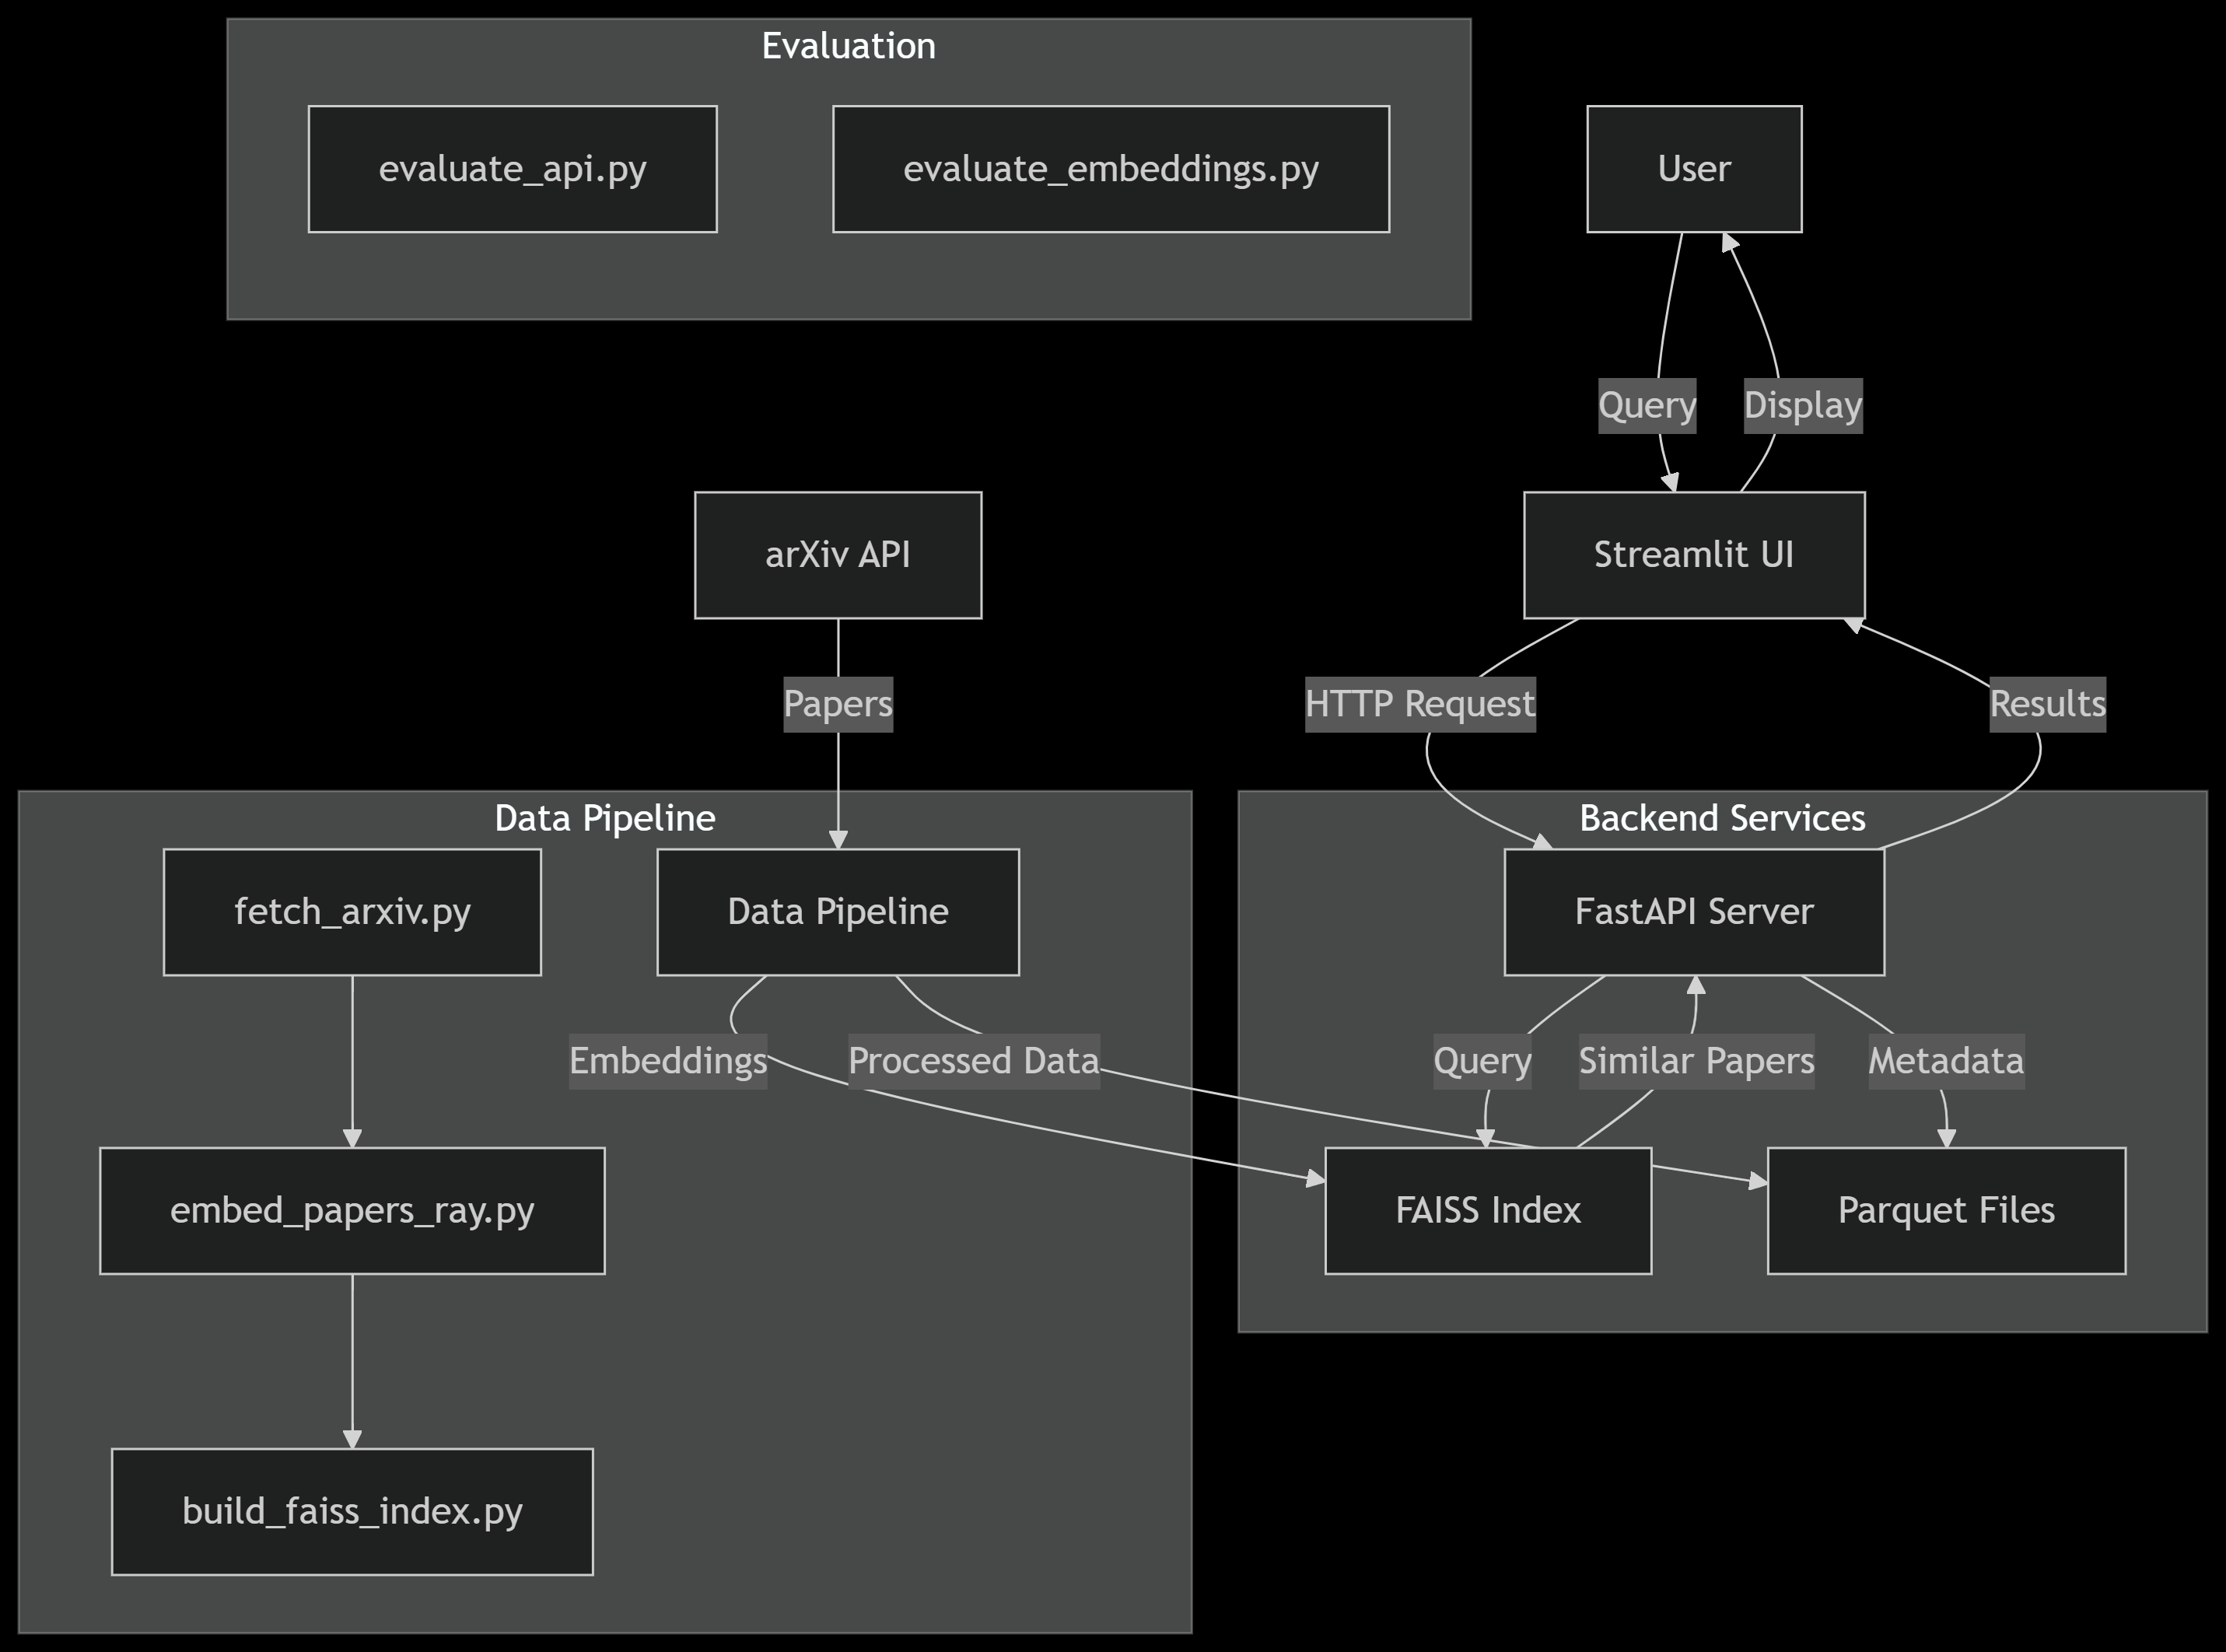 Evaluation
evaluate_api.py
evaluate_embeddings.py
User
Query
Display
arXiv API
Streamlit UI
Papers
HTTP Request
Results
Data Pipeline
Backend Services
fetch_arxiv.py
Data Pipeline
FastAPI Server
Embeddings
Processed Data
Query
Similar Papers
Metadata
embed_papers_ray.py
FAISS Index
Parquet Files
build_faiss_index.py